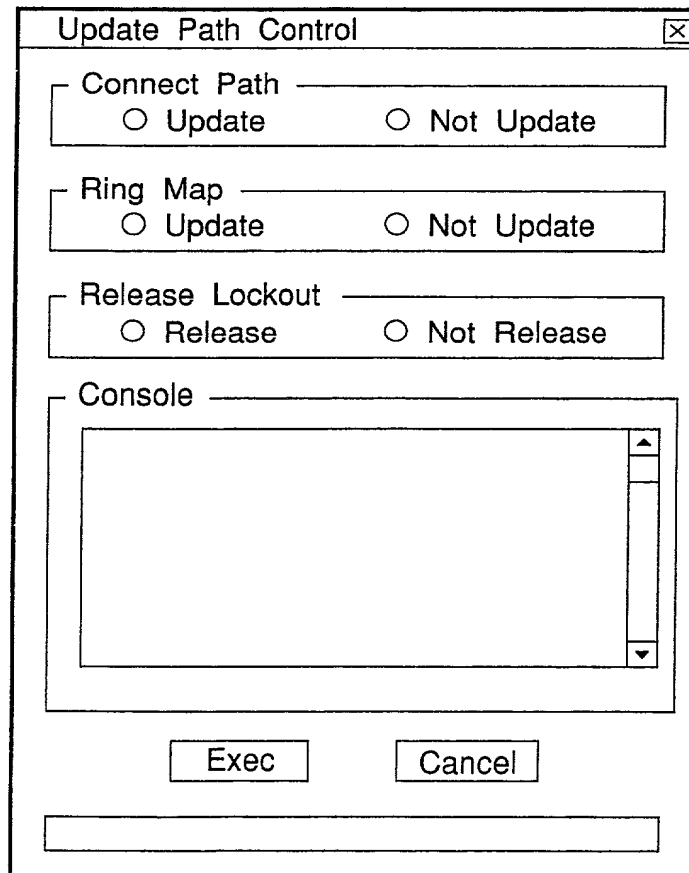 Update Path Control
Connect Path
Update Not Update
Ring Map
Update Not Update
Release Lockout
Release Not Release
Console
Exec Cancel